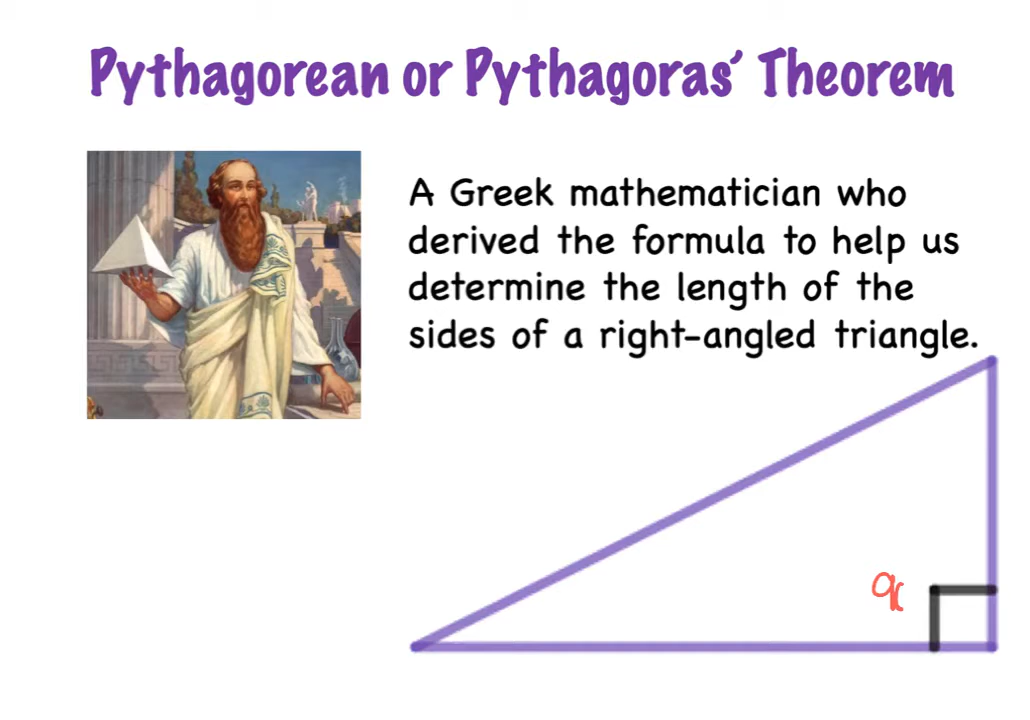 Pythagorean or Pythagoras' Theorem
A Greek mathematician who
derived the formula to help us
determine the length of the
sides of a right-angled triangle.